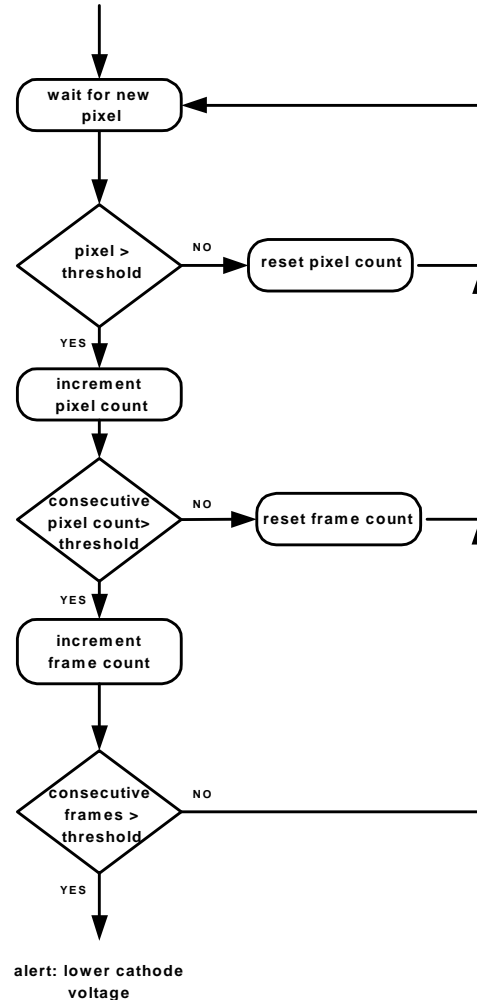 wait for new
pixel
pixel >
threshold
NO
reset pixel count
YES
increment
pixel count
consecutive
pixel count>
threshold
NO
reset frame count
YES
increment
frame count
consecutive
frames >
threshold
NO
YES
alert: lower cathode
voltage